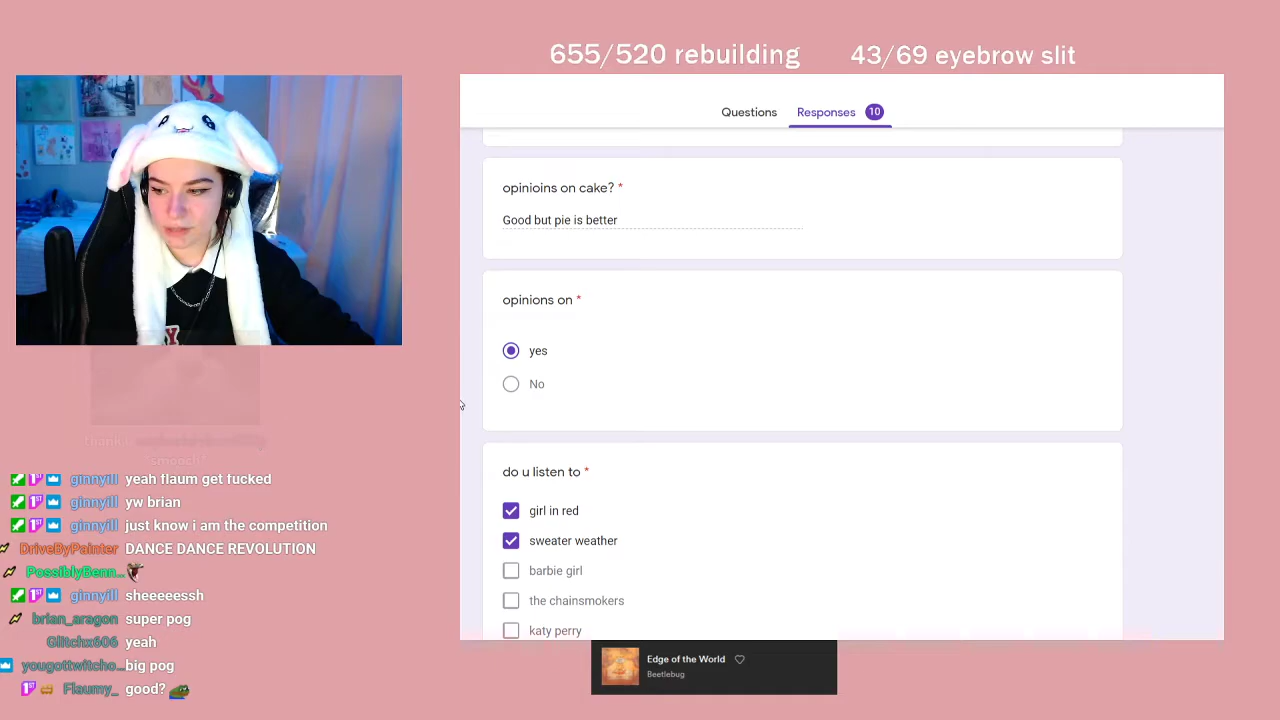 655/520 rebuilding
43/69 eyebrow slit
Questions
Responses 10
opinioins on cake? *
Good but pie is better
opinions on *
yes
No
do u listen to *
girl in red
sweater weather
barbie girl
the chainsmokers
katy perry
Edge of the World
Beetlebug
ginnyill yeah flaum get fucked
ginnyill yw brian
ginnyill just know i am the competition
DriveByPainter DANCE DANCE REVOLUTION
PossiblyBenn...
ginnyill sheeeeessh
brian_aragon super pog
Glitchx606 yeah
yougottwitcho... big pog
Flaumy_ good?